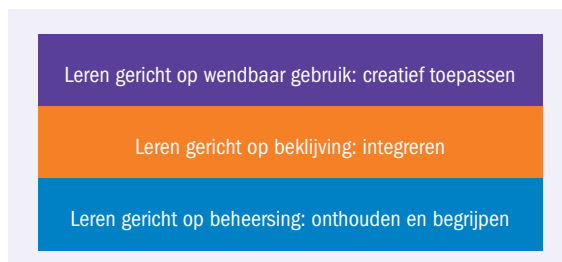 Leren gericht op wendbaar gebruik: creatief toepassen
Leren gericht op beklijving: integreren
Leren gericht op beheersing: onthouden en begrijpen